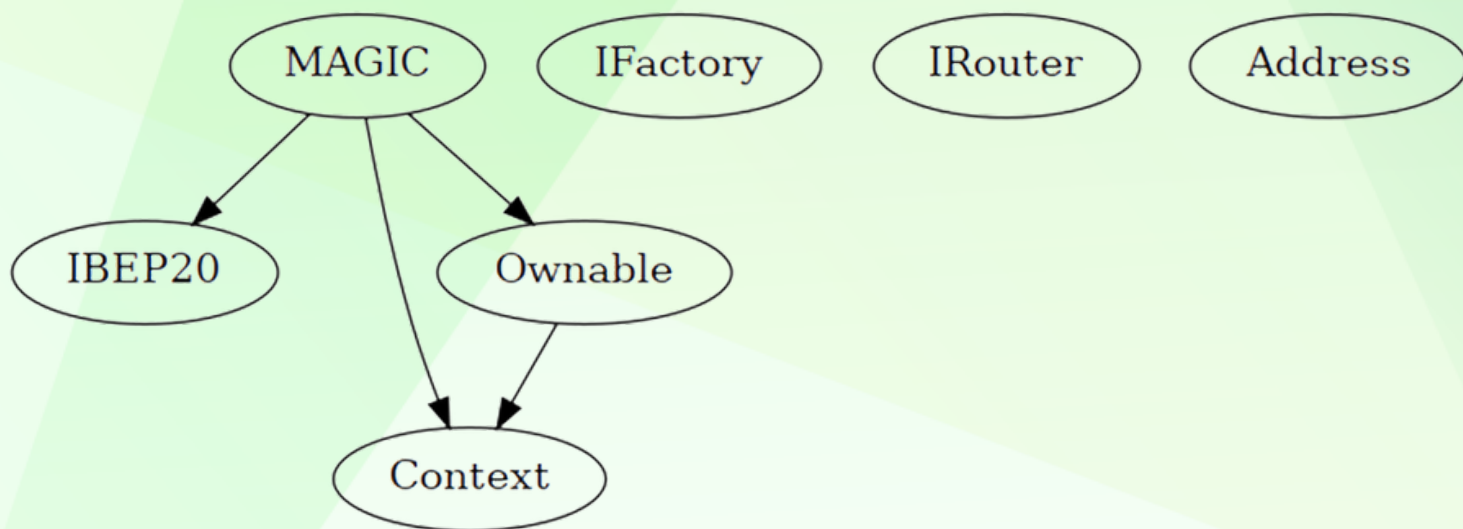 MAGIC
IFactory
IRouter
Address
IBEP20
Ownable
Context